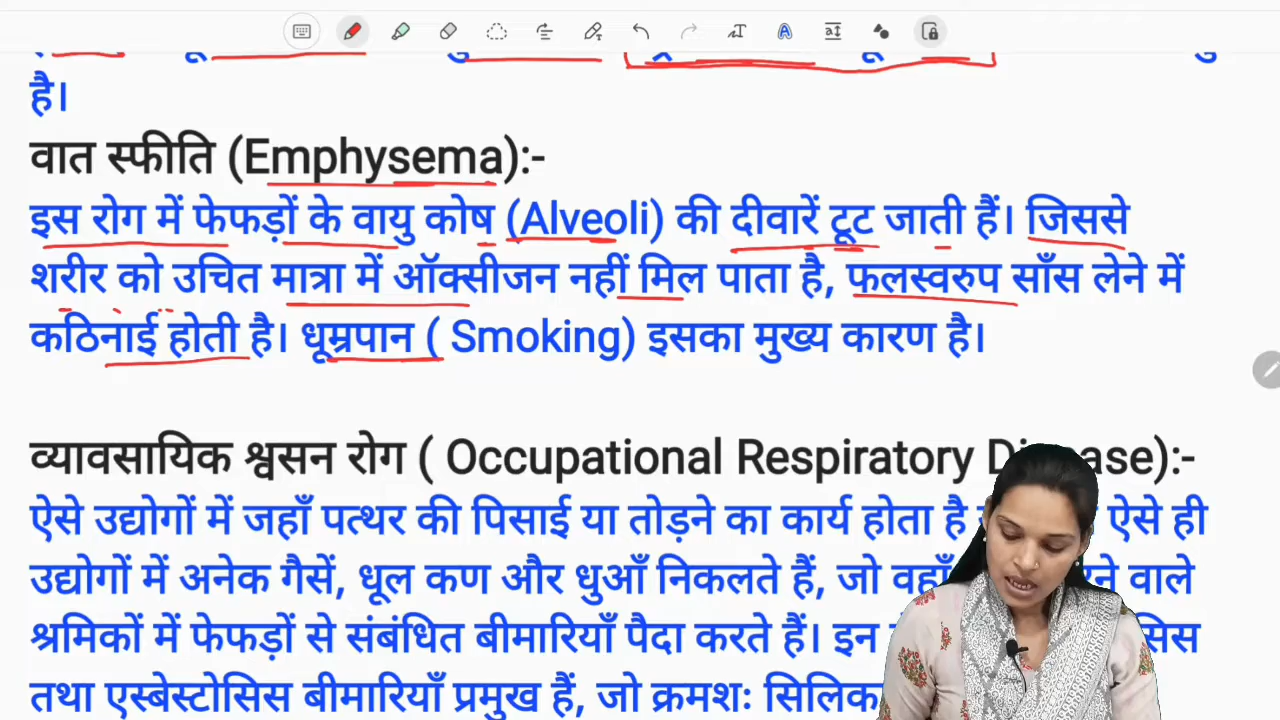 है।
वात स्फीति (Emphysema):-
इस रोग में फेफड़ों के वायु कोष (Alveoli) की दीवारें टूट जाती हैं। जिससे
शरीर को उचित मात्रा में ऑक्सीजन नहीं मिल पाता है, फलस्वरुप साँस लेने में
कठिनाई होती है। धूम्रपान ( Smoking) इसका मुख्य कारण है।
व्यावसायिक श्वसन रोग ( Occupational Respiratory Disease):-
ऐसे उद्योगों में जहाँ पत्थर की पिसाई या तोड़ने का कार्य होता है ऐसे ही
उद्योगों में अनेक गैसें, धूल कण और धुआँ निकलते हैं, जो वहाँ वाले
श्रमिकों में फेफड़ों से संबंधित बीमारियाँ पैदा करते हैं। इन
तथा एस्बेस्टोसिस बीमारियाँ प्रमुख हैं, जो क्रमशः